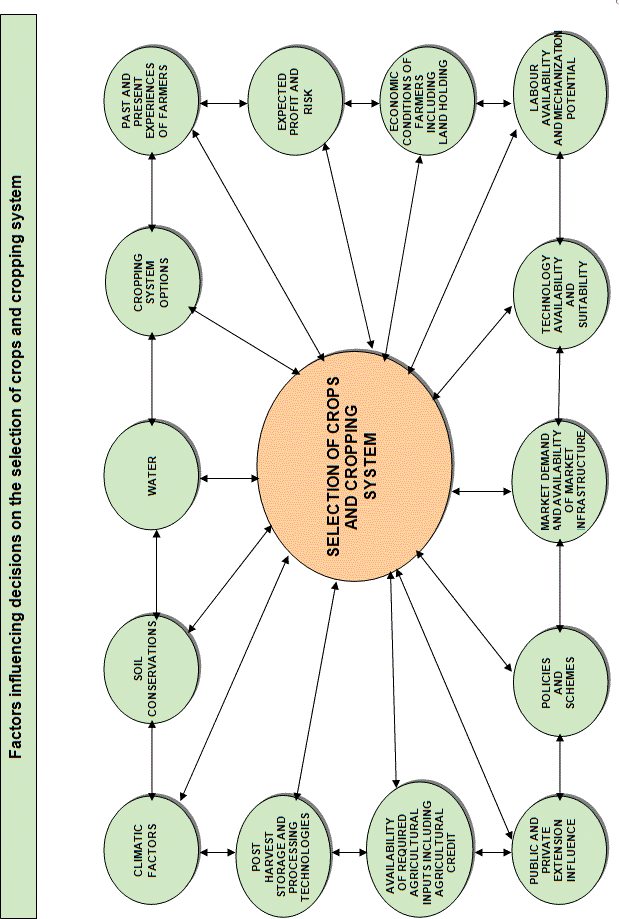 Factors influencing decisions on the selection of crops and cropping system
CLIMATIC
FACTORS
SOIL
CONSERVATIONS
WATER
CROPPING
SYSTEM
OPTIONS
PAST AND
PRESENT
EXPERIENCES
OF FARMERS
POST
HARVEST
STORAGE AND
PROCESSING
TECHNOLOGIES
SELECTION OF CROPS
AND CROPPING
SYSTEM
EXPECTED
PROFIT AND
RISK
AVAILABILITY
OF REQUIRED
AGRICULTURAL
INPUTS INCLUDING
AGRICULTURAL
CREDIT
ECONOMIC
CONDITIONS OF
FARMERS
INCLUDING
LAND HOLDING
PUBLIC AND
PRIVATE
EXTENSION
INFLUENCE
POLICIES
AND
SCHEMES
MARKET DEMAND
AND AVAILABILITY
OF MARKET
INFRASTRUCTURE
TECHNOLOGY
AVAILABILITY
AND
SUITABILITY
LABOUR
AVAILABILITY
AND MECHANIZATION
POTENTIAL